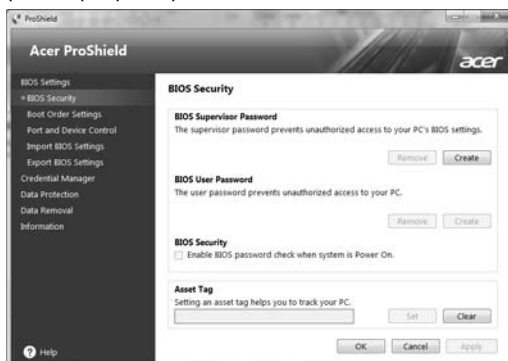 ProShield
Acer ProShield
acer
BIOS Settings
BIOS Security
Boot Order Settings
Port and Device Control
Import BIOS Settings
Export BIOS Settings
Credential Manager
Data Protection
Data Removal
Information
Help
BIOS Security
BIOS Supervisor Password
The supervisor password prevents unauthorized access to your PC's BIOS settings.
Remove Create
BIOS User Password
The user password prevents unauthorized access to your PC.
Remove Create
BIOS Security
Enable BIOS password check when system is Power On.
Asset Tag
Setting an asset tag helps you to track your PC.
Set Clear
OK Cancel Apply